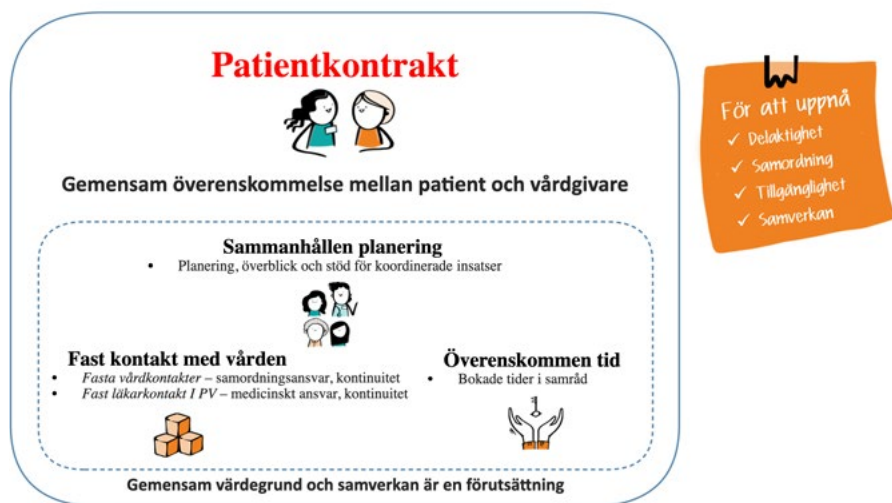 Patientkontrakt
Gemensam överenskommelse mellan patient och vårdgivare
Sammanhållen planering
• Planering, överblick och stöd för koordinerade insatser
Fast kontakt med vården
• Fasta vårdkontakter – samordningsansvar, kontinuitet
• Fast läkarkontakt I PV – medicinskt ansvar, kontinuitet
Överenskommen tid
• Bokade tider i samråd
Gemensam värdegrund och samverkan är en förutsättning
För att uppnå
✓ Delaktighet
✓ Samordning
✓ Tillgänglighet
✓ Samverkan